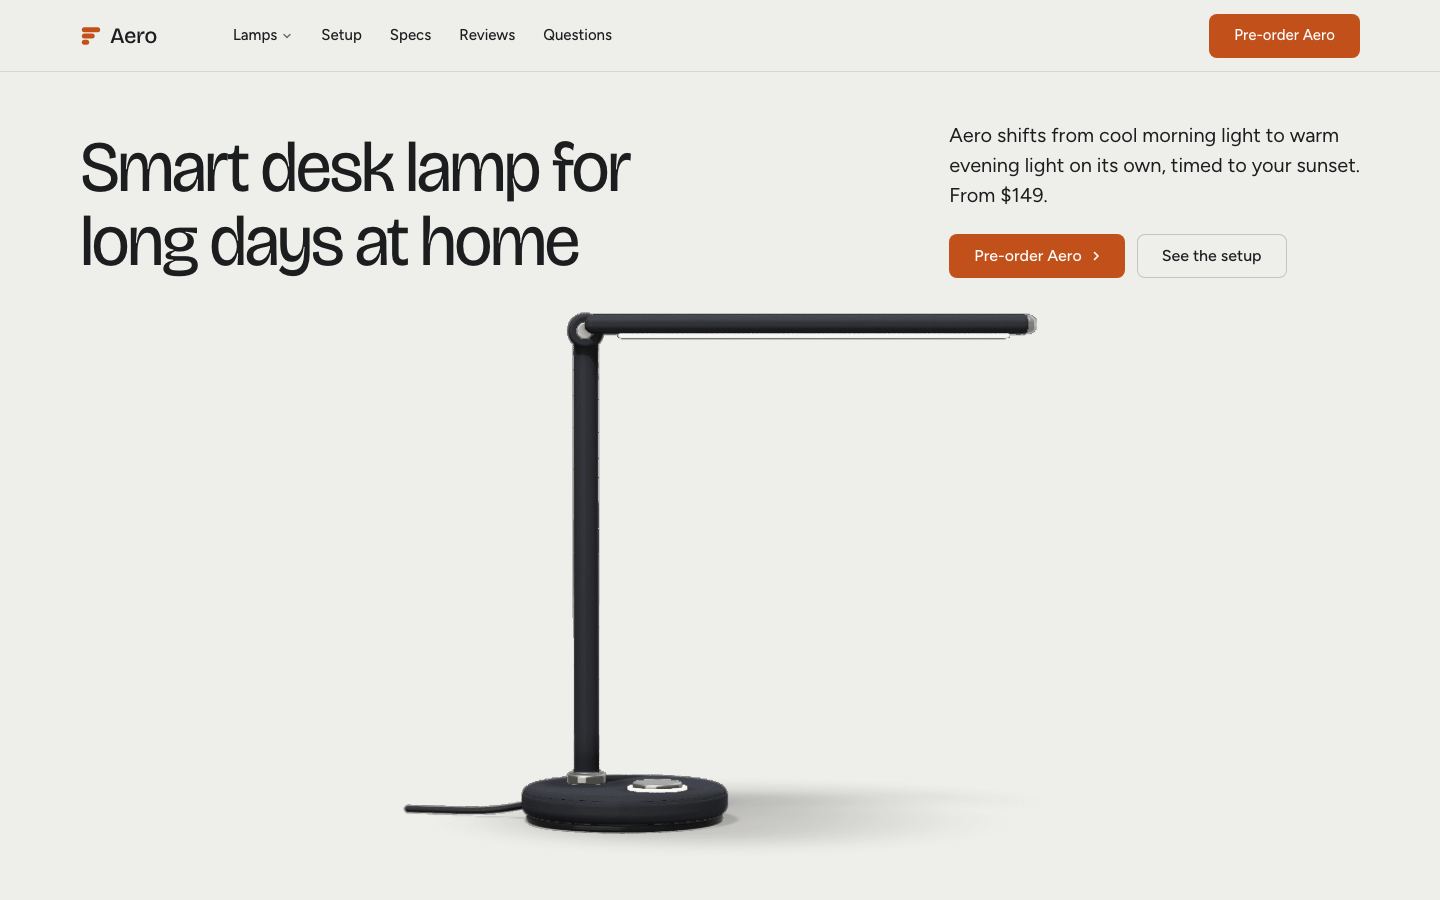 Aero
Lamps
Setup
Specs
Reviews
Questions
Pre-order Aero
Smart desk lamp for
long days at home
Aero shifts from cool morning light to warm
evening light on its own, timed to your sunset.
From $149.
Pre-order Aero
See the setup